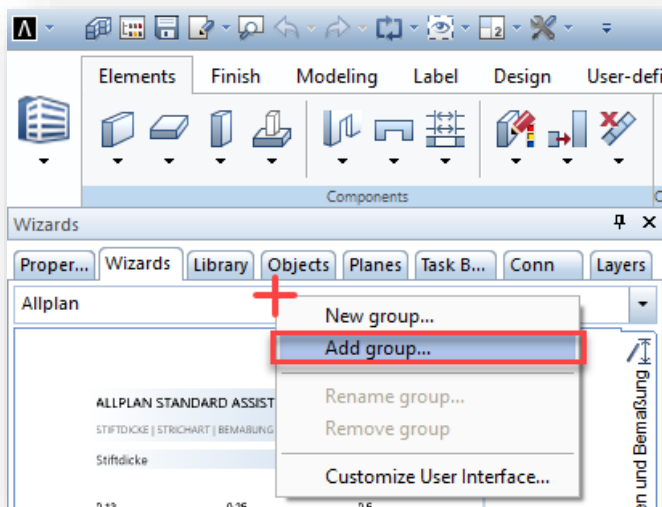 Elements Finish Modeling Label Design User-defi
Components
Wizards
Proper... Wizards Library Objects Planes Task B... Conn Layers
Allplan
New group...
Add group...
Rename group...
Remove group
Customize User Interface...
ALLPLAN STANDARD ASSIST
STIFTDICKE | STRICHART | BEMAßUNG
Stiftdicke
en und Bemaßung